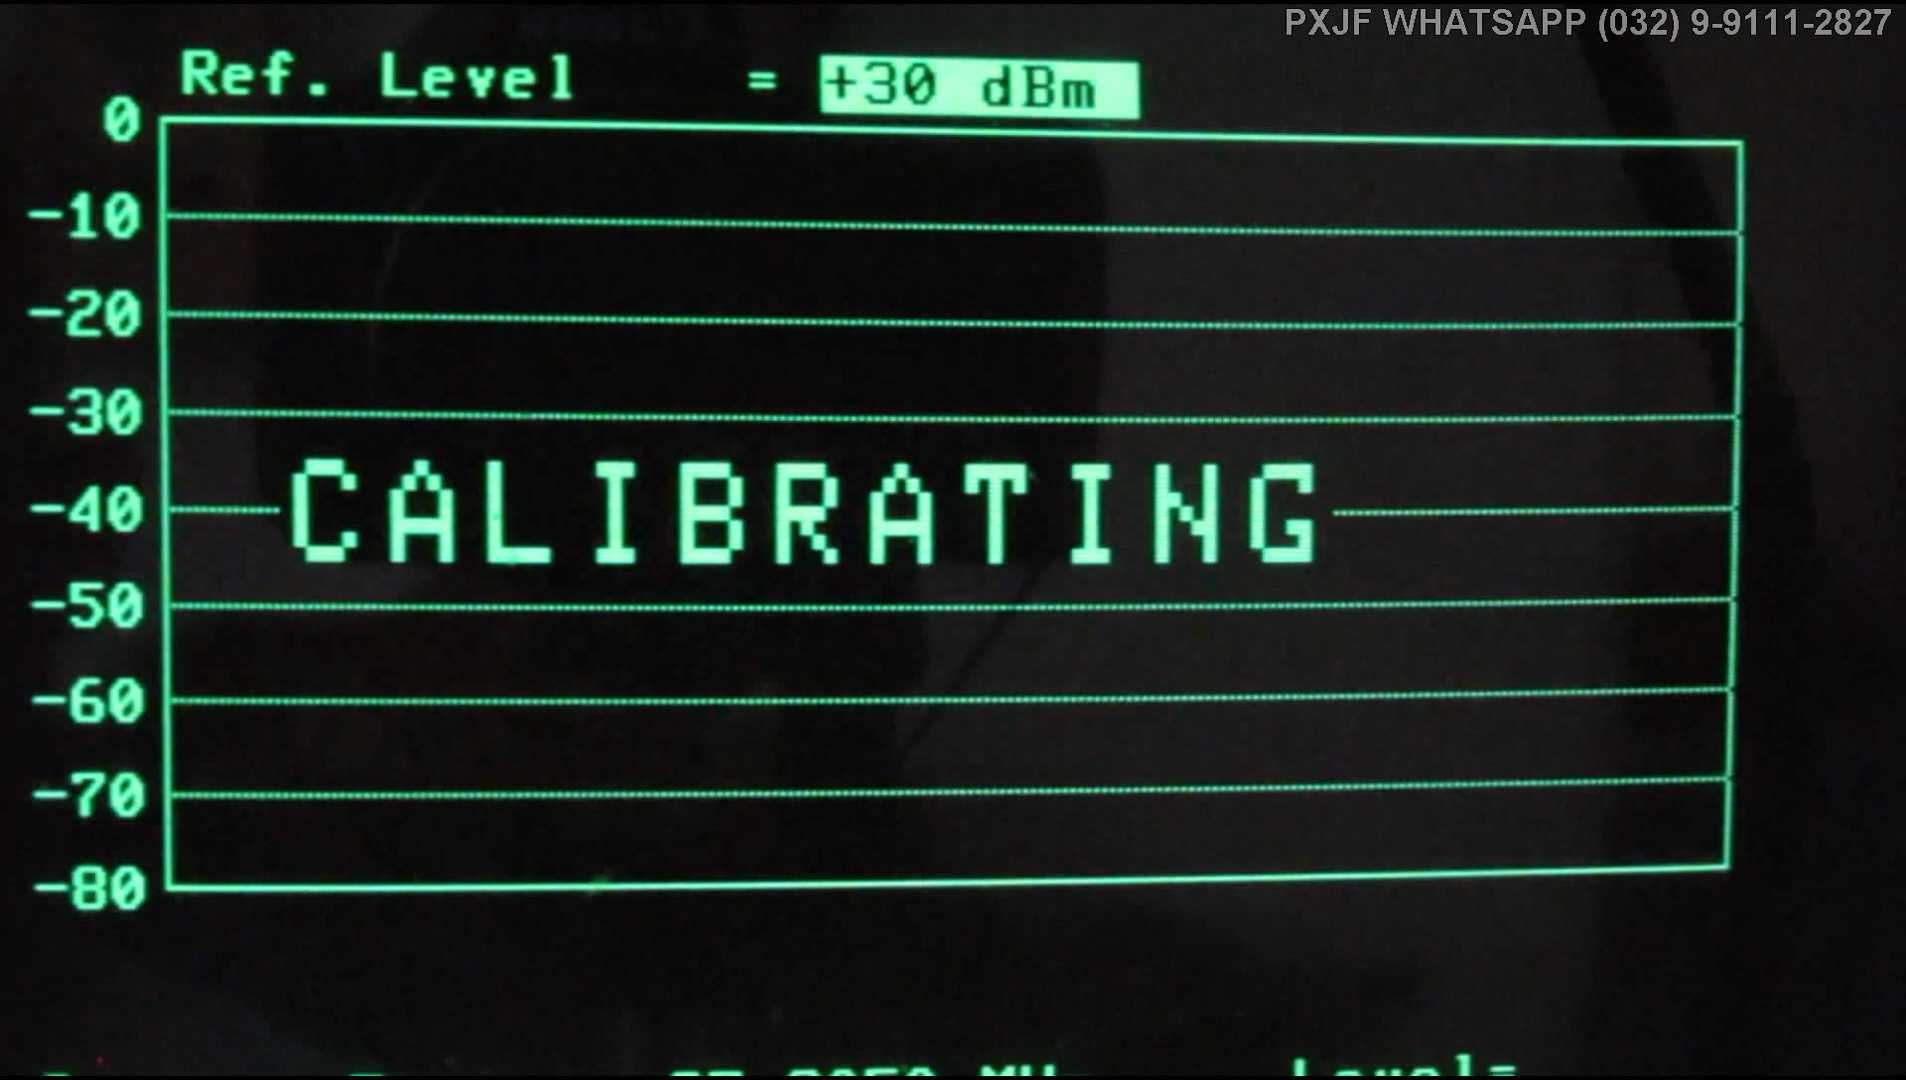 PXJF WHATSAPP (032) 9-9111-2827
Ref. Level = +30 dBm
0
-10
-20
-30
-40
CALIBRATING
-50
-60
-70
-80
Level=